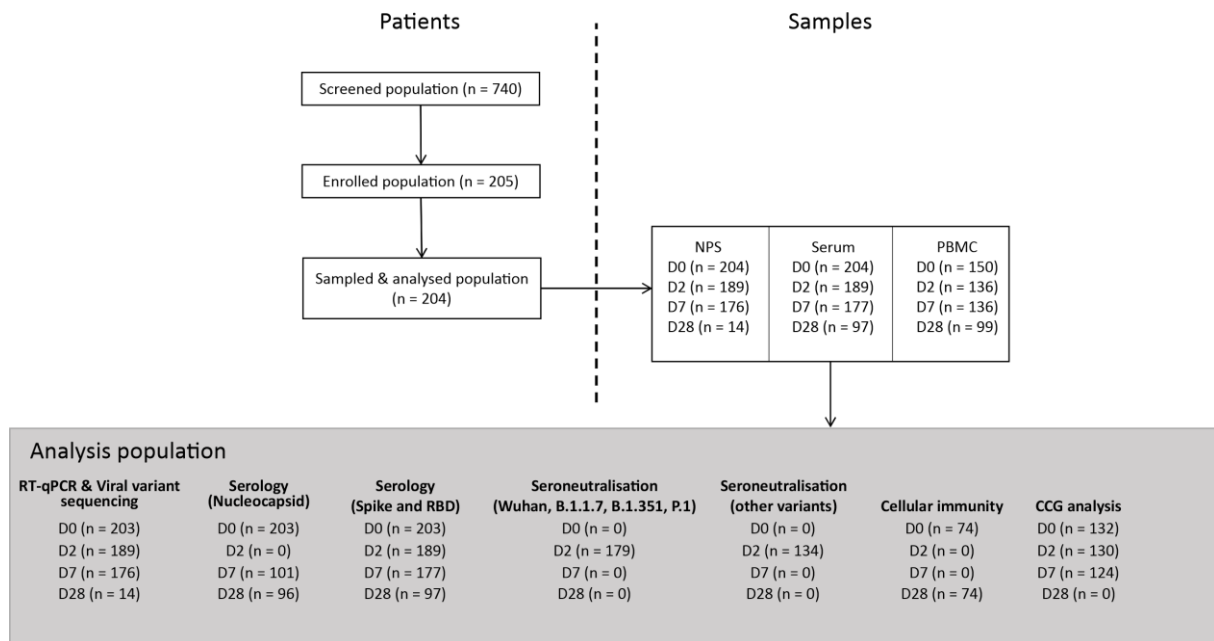 Patients
Samples
Screened population (n = 740)
Enrolled population (n = 205)
Sampled & analysed population
(n = 204)
NPS
D0 (n = 204)
D2 (n = 189)
D7 (n = 176)
D28 (n = 14)
Serum
D0 (n = 204)
D2 (n = 189)
D7 (n = 177)
D28 (n = 97)
PBMC
D0 (n = 150)
D2 (n = 136)
D7 (n = 136)
D28 (n = 99)
Analysis population
RT-qPCR & Viral variant
sequencing
D0 (n = 203)
D2 (n = 189)
D7 (n = 176)
D28 (n = 14)
Serology
(Nucleocapsid)
D0 (n = 203)
D2 (n = 0)
D7 (n = 101)
D28 (n = 96)
Serology
(Spike and RBD)
D0 (n = 203)
D2 (n = 189)
D7 (n = 177)
D28 (n = 97)
Seroneutralisation
(Wuhan, B.1.1.7, B.1.351, P.1)
D0 (n = 0)
D2 (n = 179)
D7 (n = 0)
D28 (n = 0)
Seroneutralisation
(other variants)
D0 (n = 0)
D2 (n = 134)
D7 (n = 0)
D28 (n = 0)
Cellular immunity
D0 (n = 74)
D2 (n = 0)
D7 (n = 0)
D28 (n = 74)
CCG analysis
D0 (n = 132)
D2 (n = 130)
D7 (n = 124)
D28 (n = 0)